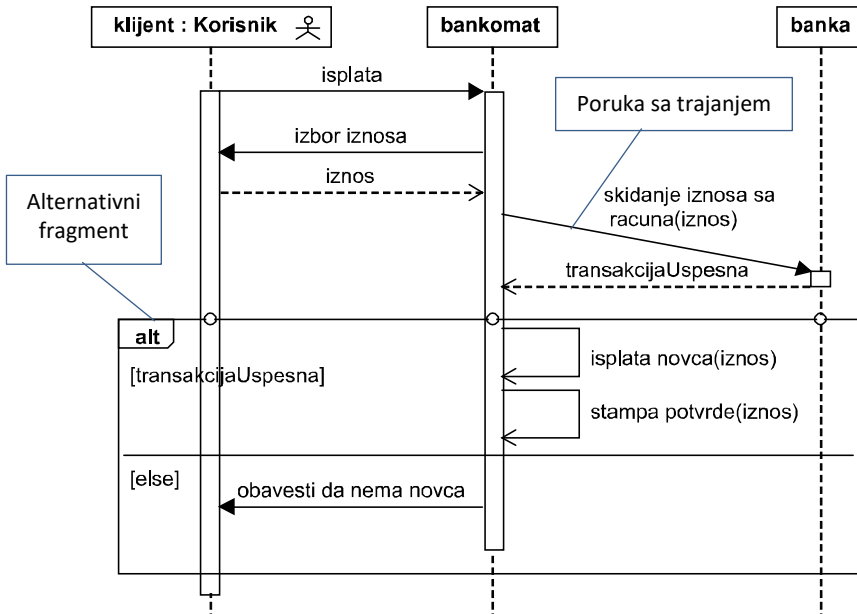 klijent : Korisnik
bankomat
banka
isplata
Poruka sa trajanjem
izbor iznosa
iznos
Alternativni
fragment
skidanje iznosa sa
racuna(iznos)
transakcijaUspesna
alt
[transakcijaUspesna]
isplata novca(iznos)
stampa potvrde(iznos)
[else]
obavesti da nema novca